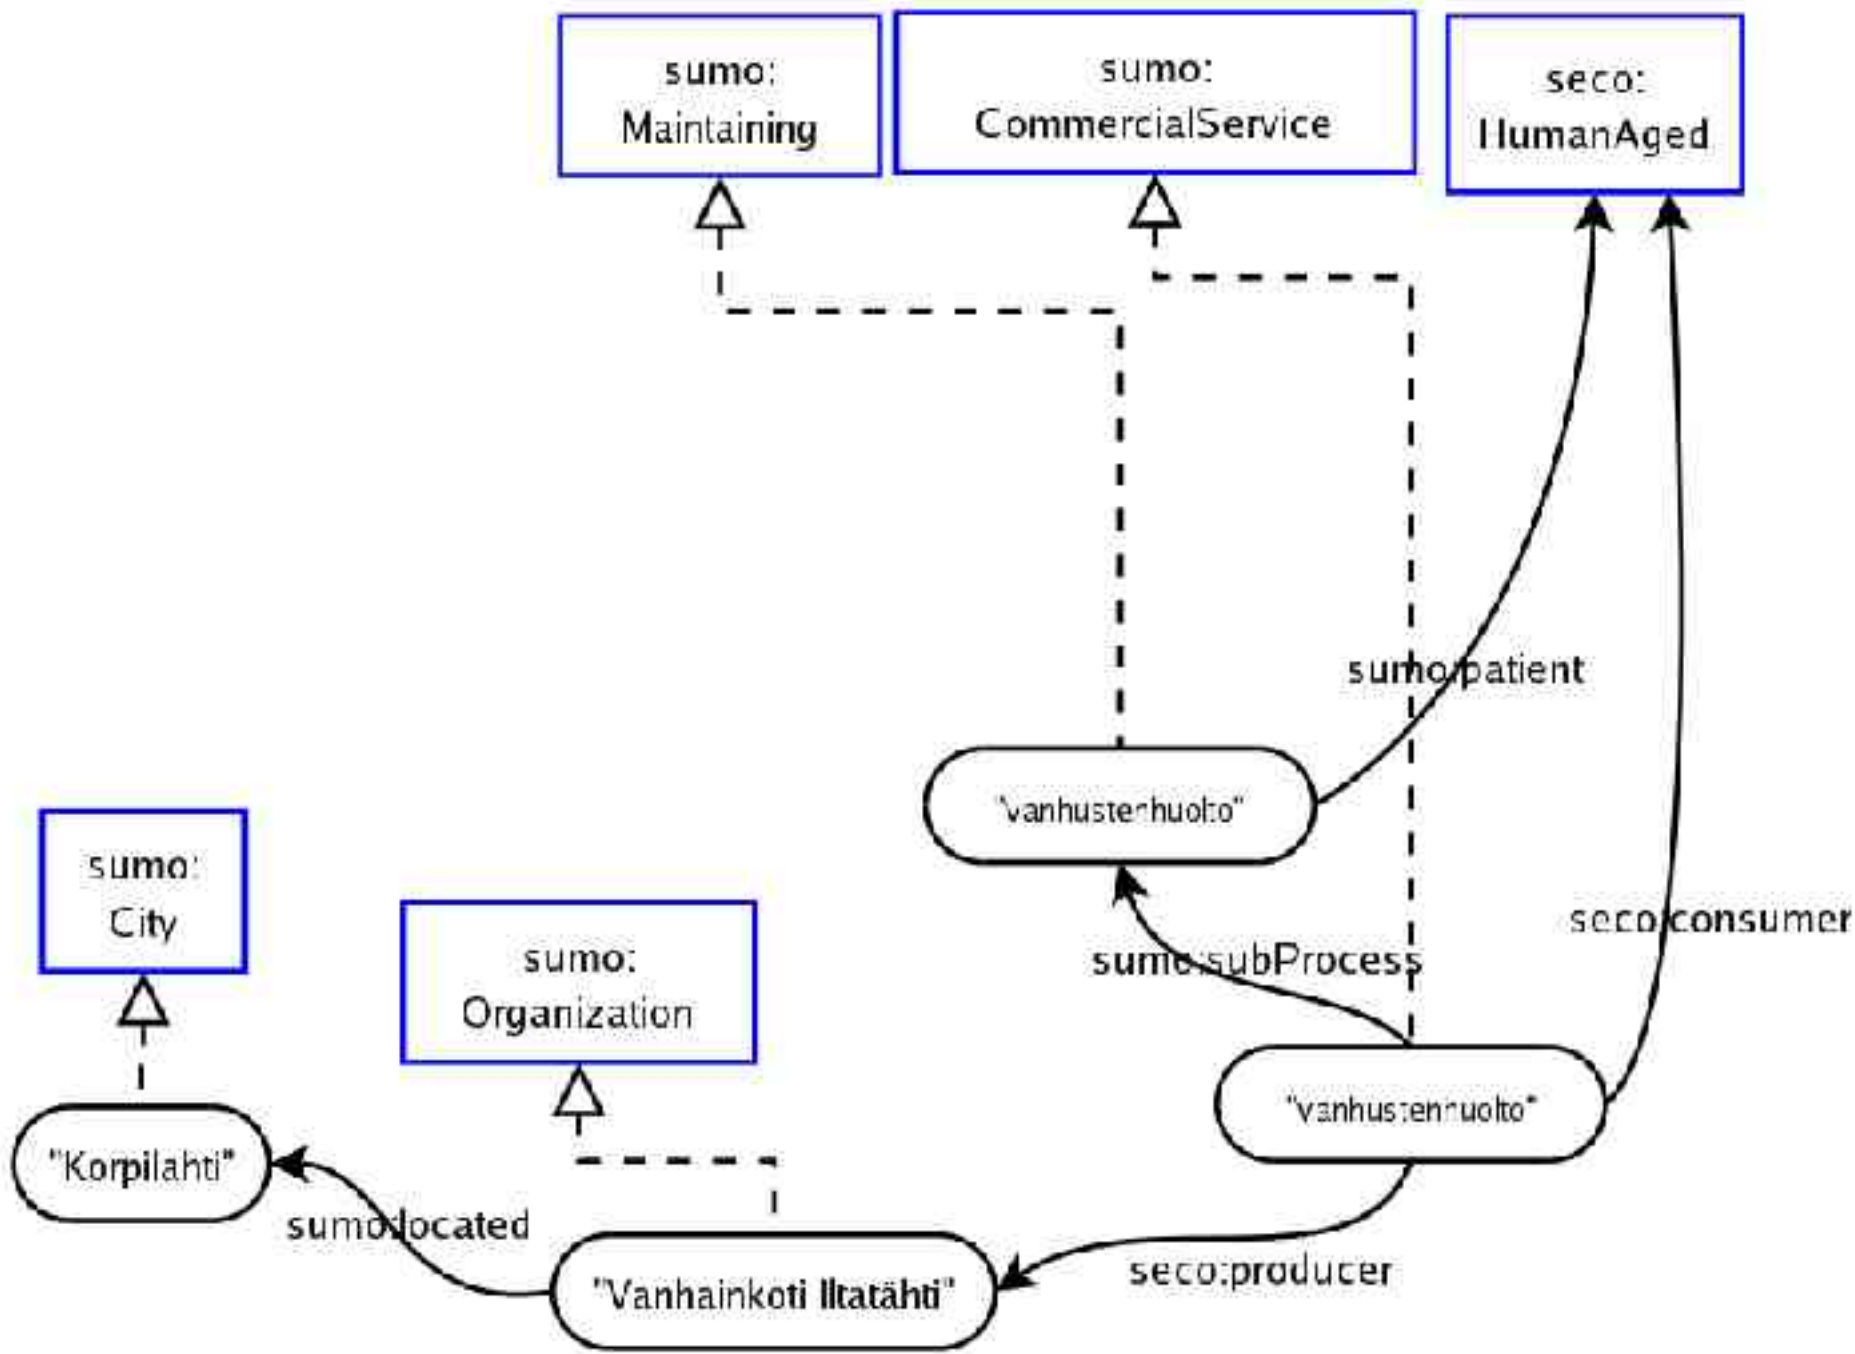 sumo:
Maintaining
sumo:
CommercialService
seco:
HumanAged
sumo:patient
"vanhustenhuolto"
sumo:
City
sumo:
Organization
sumo:subProcess
seco:consumer
"Korpilahti"
"vanhustenhuolto"
sumo:located
"Vanhainkoti Iltatähti"
seco:producer